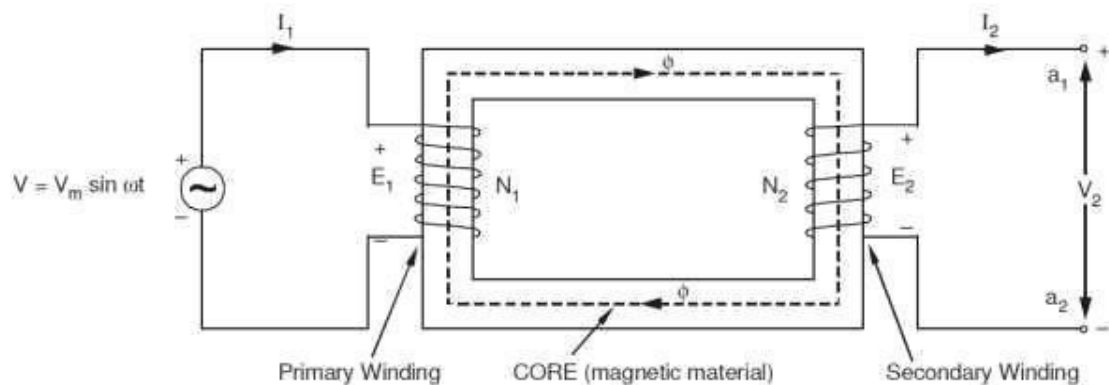 I₁
I₂
ϕ
+
a₁
+
+
+
V = Vₘ sin ωt
E₁
N₁
N₂
E₂
V₂
−
−
−
ϕ
a₂
−
Primary Winding
CORE (magnetic material)
Secondary Winding